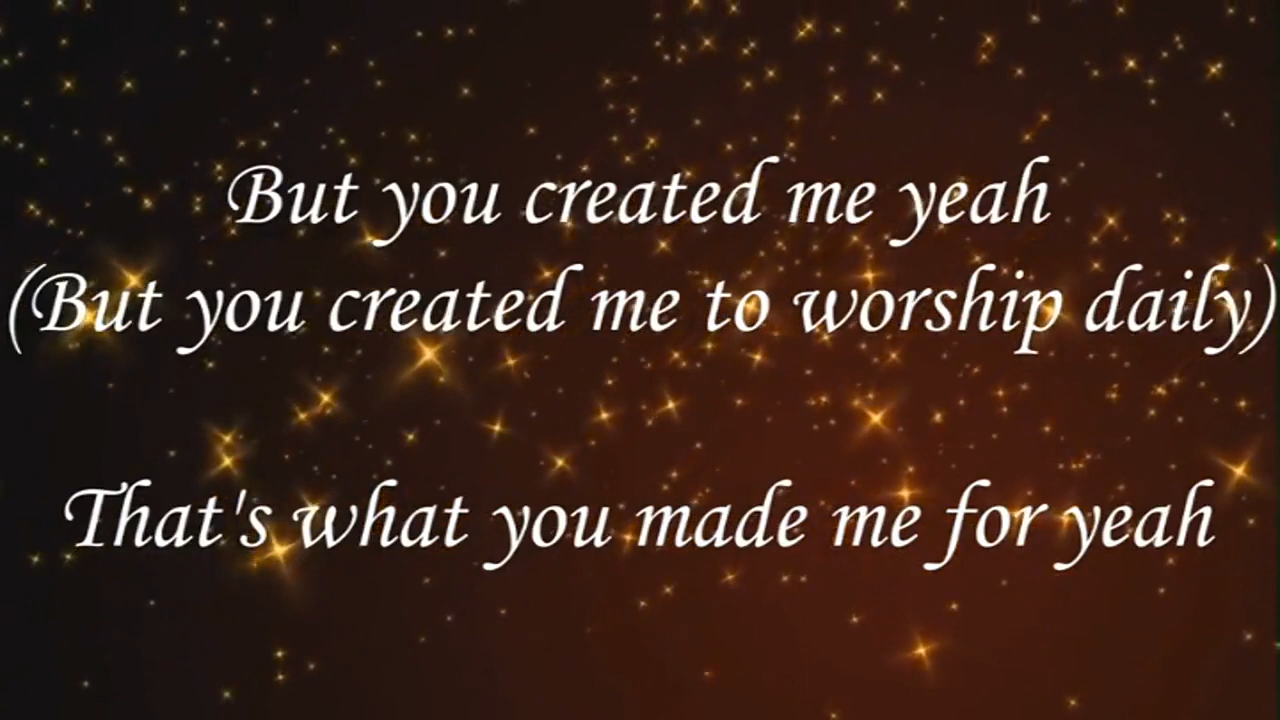 But you created me yeah
(But you created me to worship daily)
That's what you made me for yeah